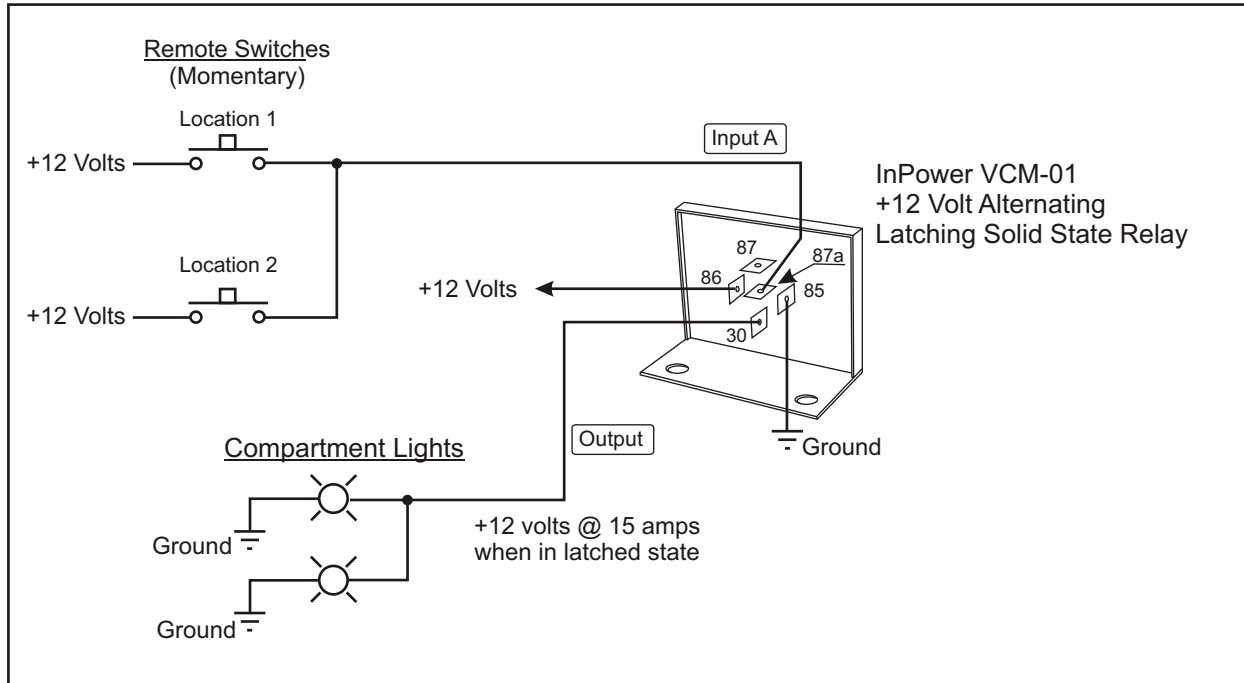 Remote Switches
(Momentary)
Location 1
+12 Volts
Input A
InPower VCM-01
+12 Volt Alternating
Latching Solid State Relay
87
87a
86
85
30
+12 Volts
Location 2
+12 Volts
Output
Ground
Compartment Lights
+12 volts @ 15 amps
when in latched state
Ground
Ground